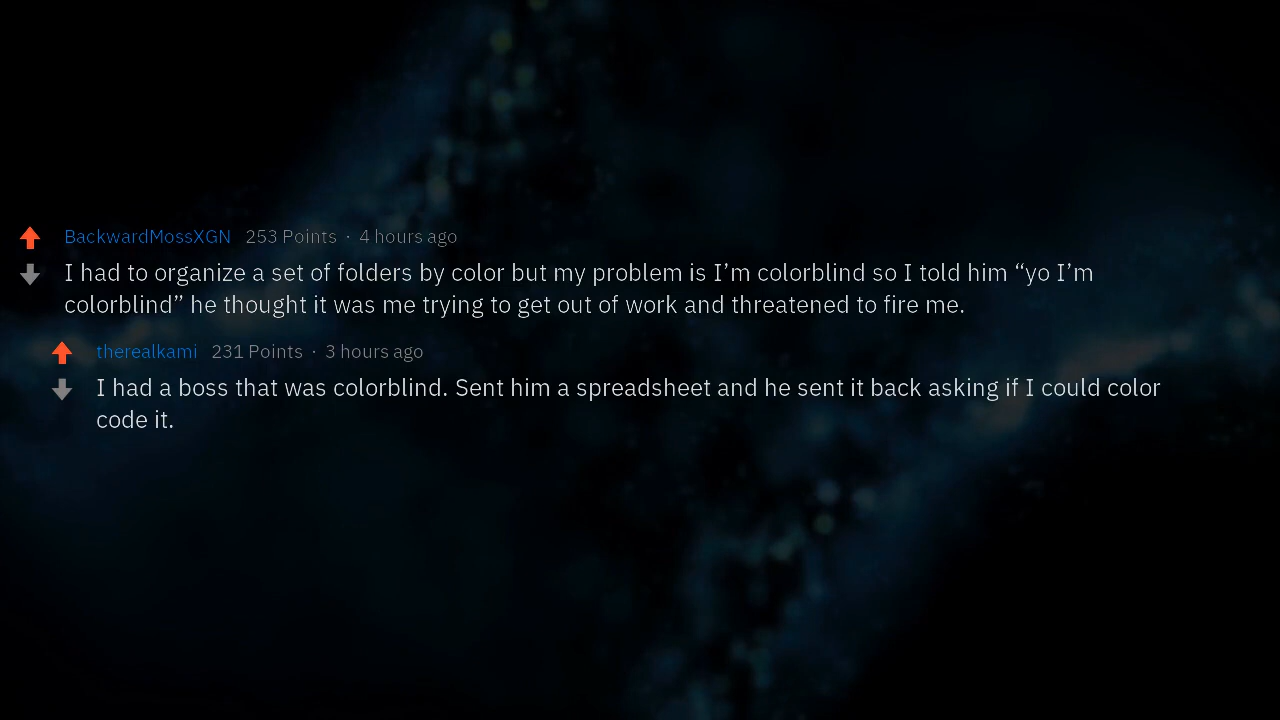 BackwardMossXGN 253 Points · 4 hours ago
I had to organize a set of folders by color but my problem is I’m colorblind so I told him “yo I’m
colorblind” he thought it was me trying to get out of work and threatened to fire me.
therealkami 231 Points · 3 hours ago
I had a boss that was colorblind. Sent him a spreadsheet and he sent it back asking if I could color
code it.